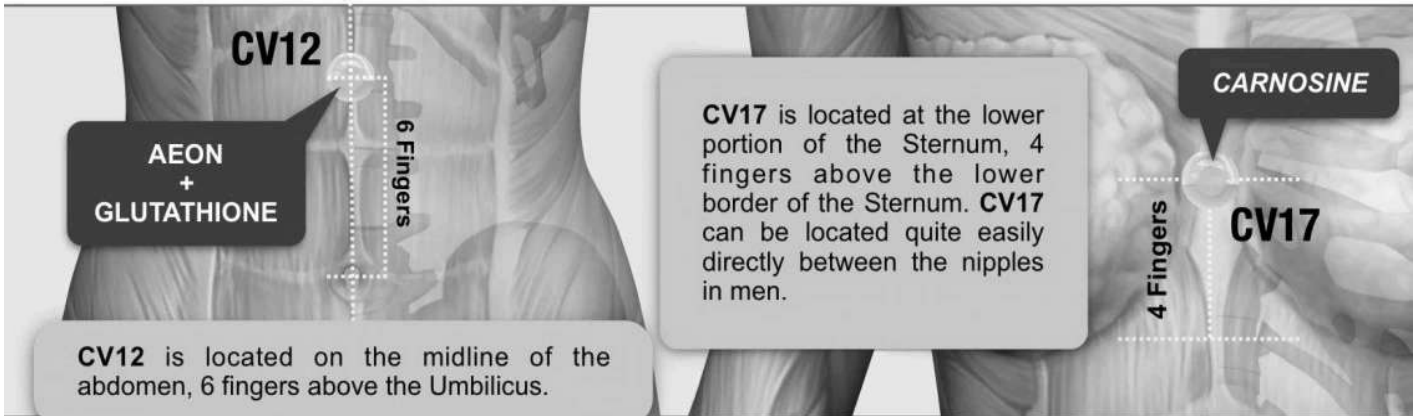 CV12
AEON
+
GLUTATHIONE
6 Fingers
CV12 is located on the midline of the
abdomen, 6 fingers above the Umbilicus.
CV17 is located at the lower
portion of the Sternum, 4
fingers above the lower
border of the Sternum. CV17
can be located quite easily
directly between the nipples
in men.
CARNOSINE
CV17
4 Fingers